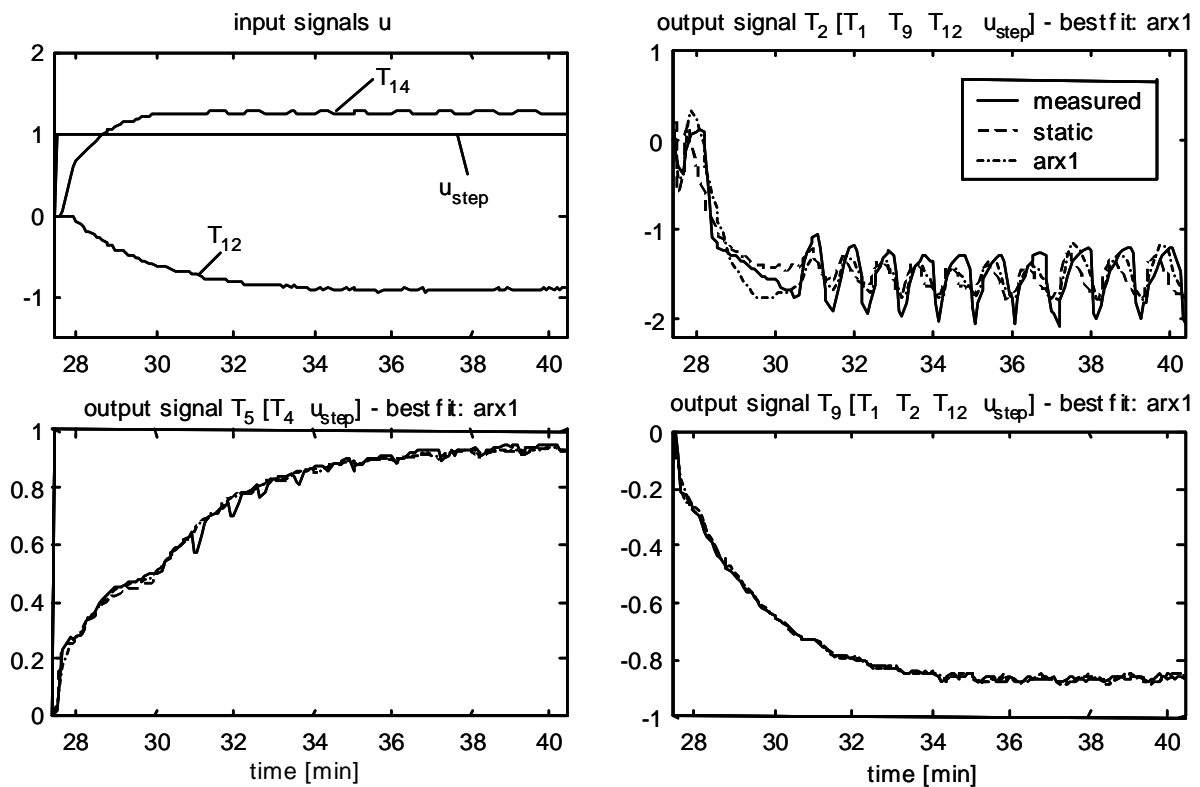 input signals u
2
1
0
-1
28 30 32 34 36 38 40
T14
ustep
T12
output signal T2 [T1 T9 T12 ustep] - best fit: arx1
1
0
-1
-2
28 30 32 34 36 38 40
measured
static
arx1
output signal T5 [T4 ustep] - best fit: arx1
1
0.8
0.6
0.4
0.2
0
28 30 32 34 36 38 40
time [min]
output signal T9 [T1 T2 T12 ustep] - best fit: arx1
0
-0.2
-0.4
-0.6
-0.8
-1
28 30 32 34 36 38 40
time [min]